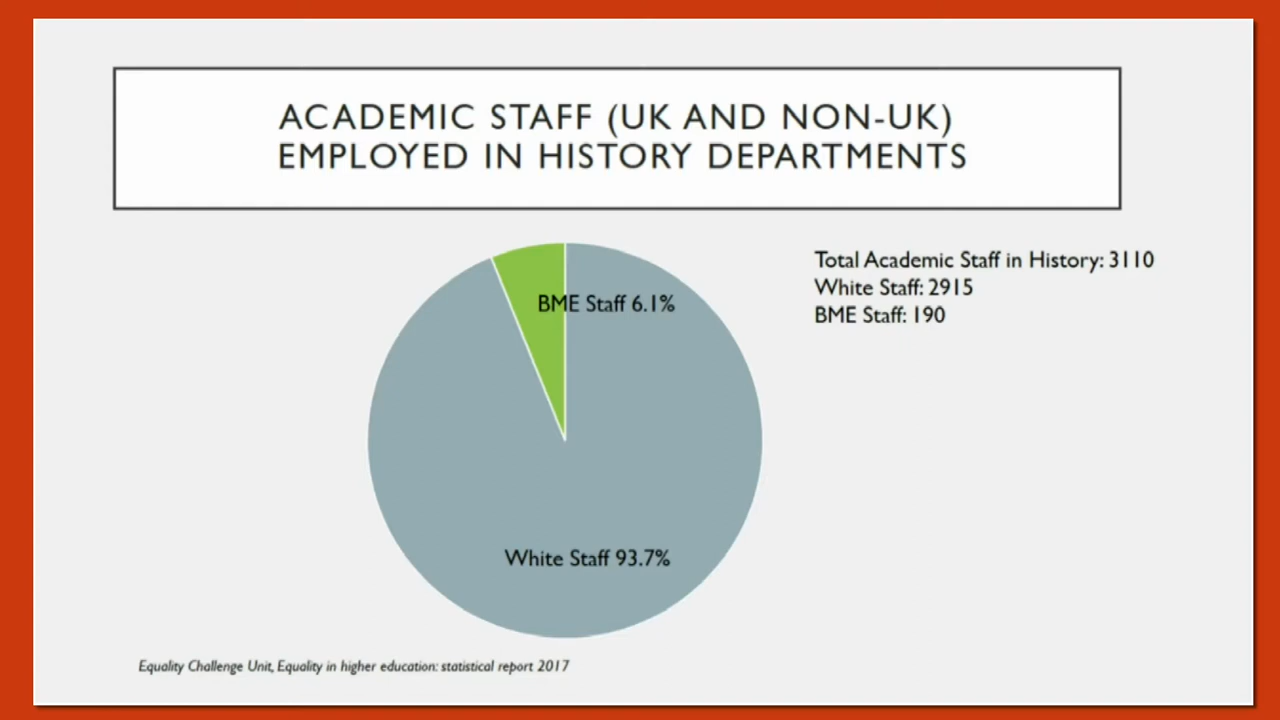 ACADEMIC STAFF (UK AND NON-UK)
EMPLOYED IN HISTORY DEPARTMENTS
Total Academic Staff in History: 3110
White Staff: 2915
BME Staff: 190
BME Staff 6.1%
White Staff 93.7%
Equality Challenge Unit, Equality in higher education: statistical report 2017